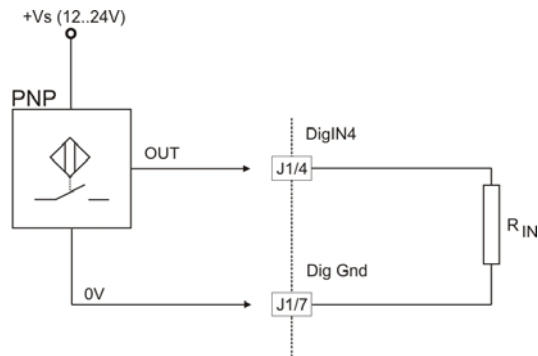 +Vs (12..24V)
PNP
OUT
DigIN4
J1/4
R IN
Dig Gnd
0V
J1/7